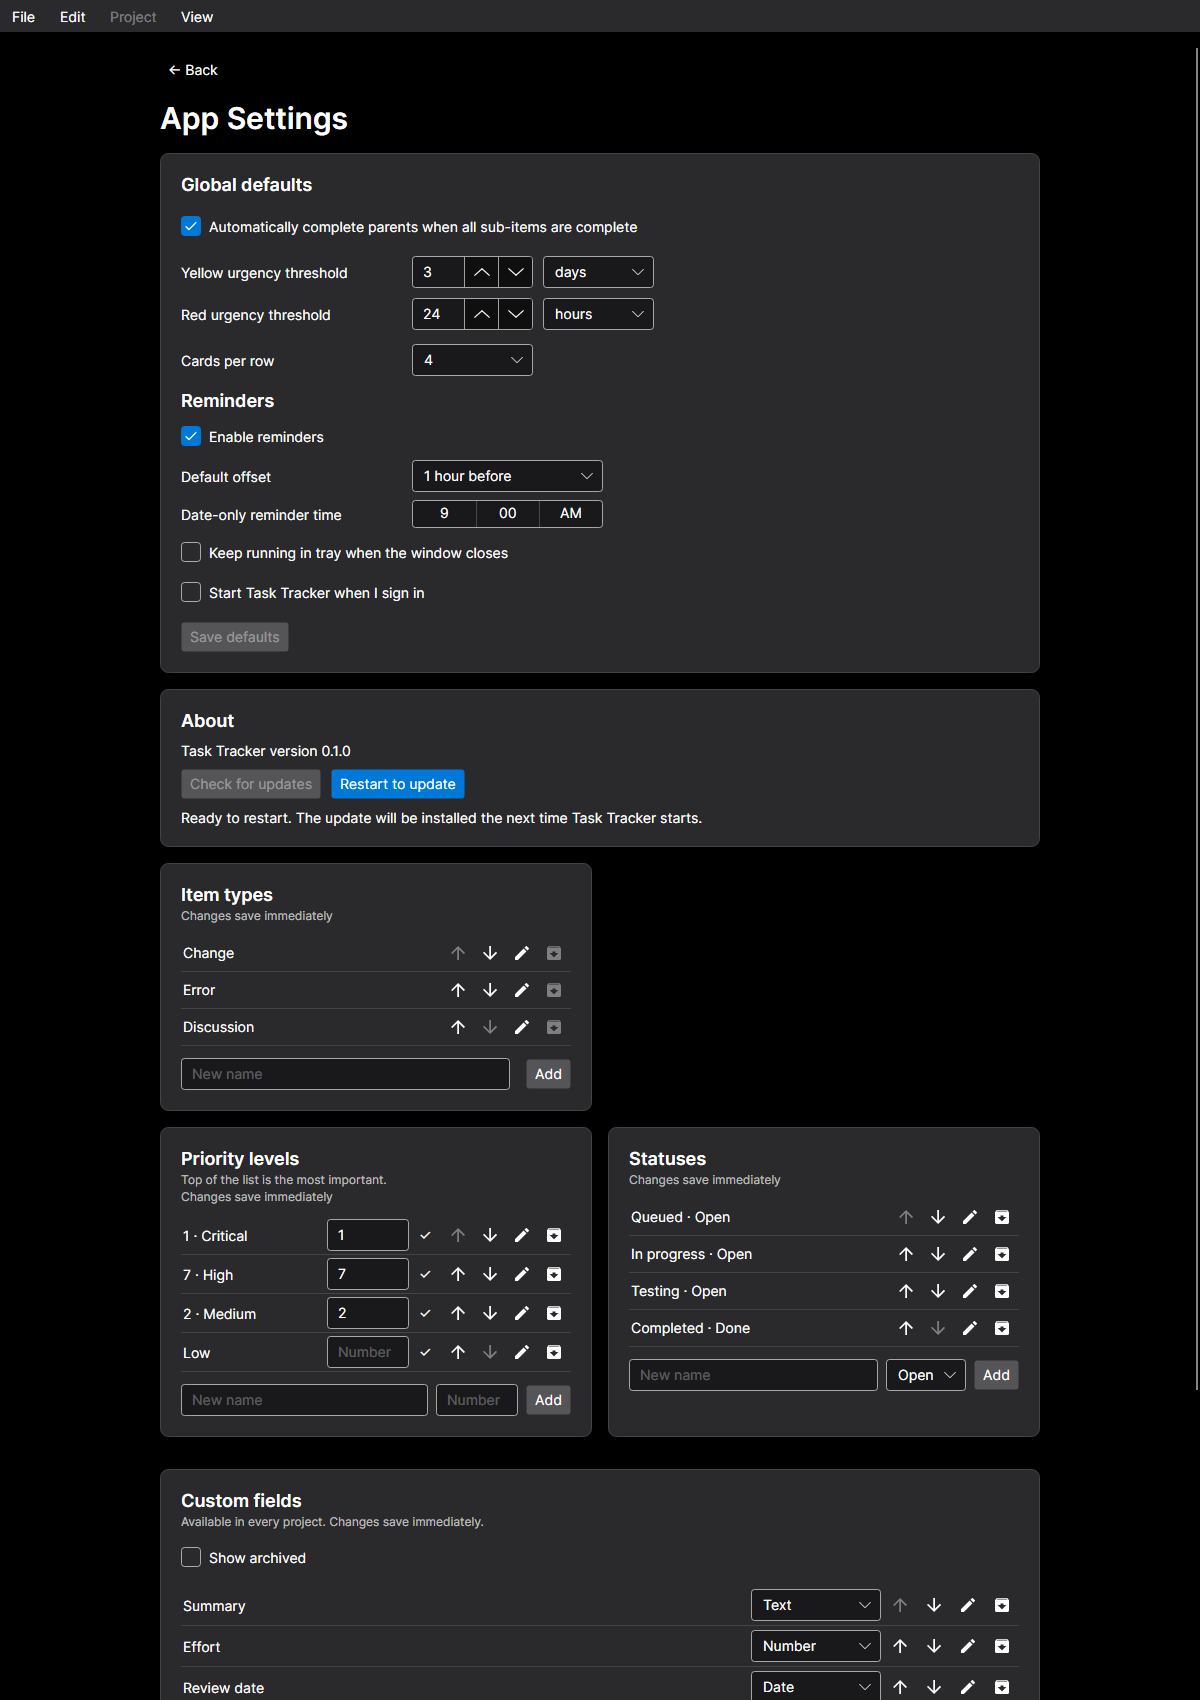 File Edit Project View
← Back
App Settings
Global defaults
Automatically complete parents when all sub-items are complete
Yellow urgency threshold 3 days
Red urgency threshold 24 hours
Cards per row 4
Reminders
Enable reminders
Default offset 1 hour before
Date-only reminder time 9 00 AM
Keep running in tray when the window closes
Start Task Tracker when I sign in
Save defaults
About
Task Tracker version 0.1.0
Check for updates Restart to update
Ready to restart. The update will be installed the next time Task Tracker starts.
Item types
Changes save immediately
Change
Error
Discussion
New name Add
Priority levels
Top of the list is the most important.
Changes save immediately
1 · Critical 1
7 · High 7
2 · Medium 2
Low Number
New name Number Add
Statuses
Changes save immediately
Queued · Open
In progress · Open
Testing · Open
Completed · Done
New name Open Add
Custom fields
Available in every project. Changes save immediately.
Show archived
Summary Text
Effort Number
Review date Date